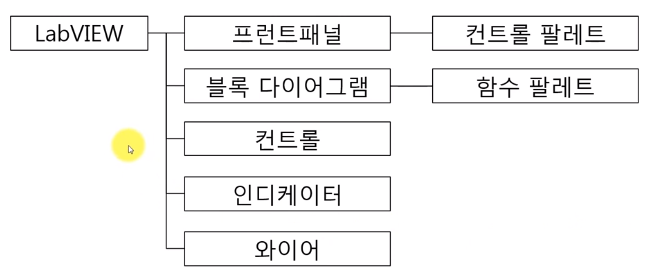 LabVIEW
프런트패널
컨트롤 팔레트
블록 다이어그램
함수 팔레트
컨트롤
인디케이터
와이어